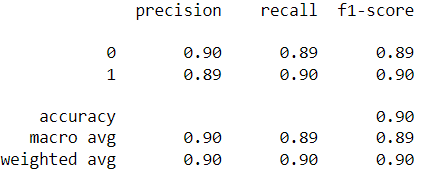 precision recall f1-score
0 0.90 0.89 0.89
1 0.89 0.90 0.90
accuracy 0.90
macro avg 0.90 0.89 0.89
weighted avg 0.90 0.90 0.90